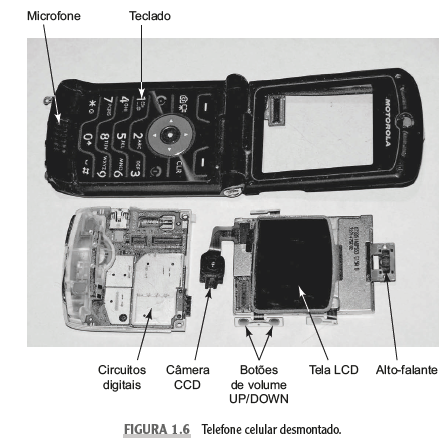 Microfone
Teclado
MOTOROLA
CLR
Circuitos
digitais
Câmera
CCD
Botões
de volume
UP/DOWN
Tela LCD
Alto-falante
FIGURA 1.6 Telefone celular desmontado.